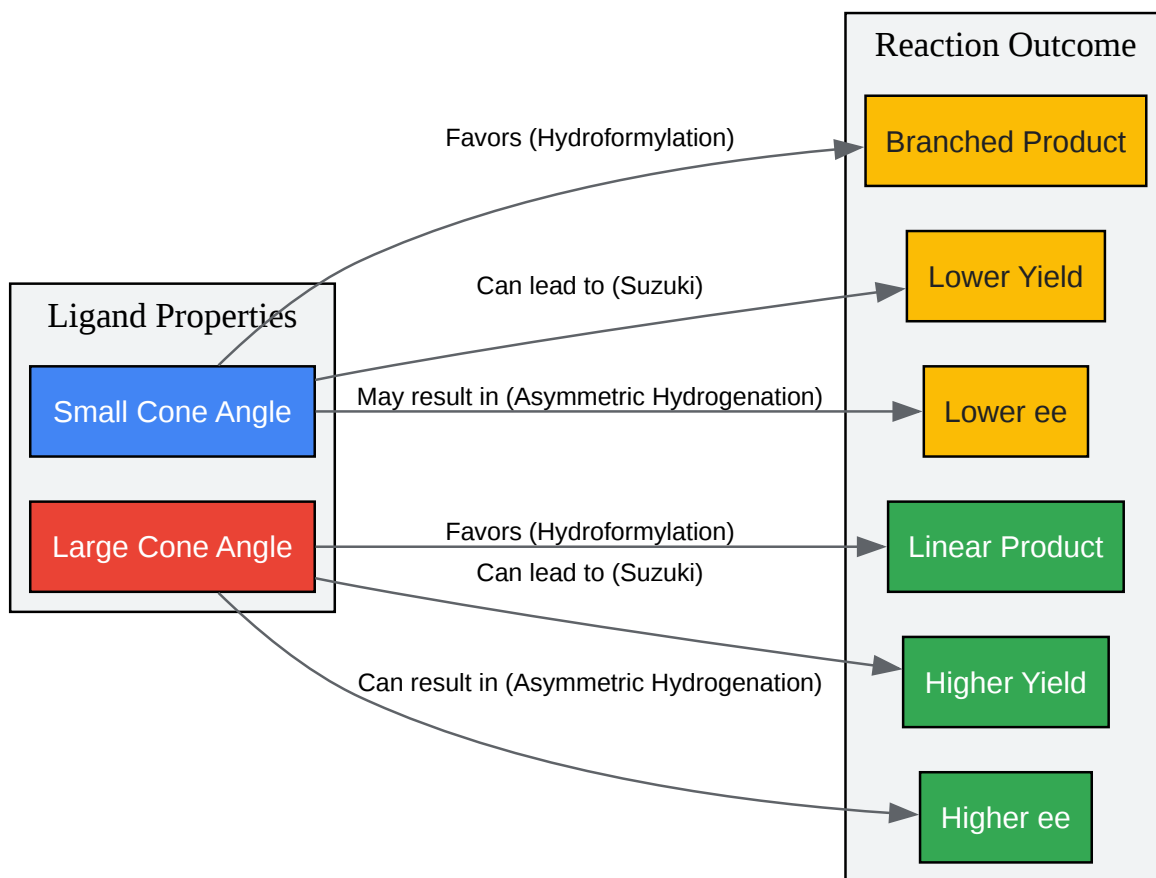 Reaction Outcome
Branched Product
Favors (Hydroformylation)
Lower Yield
Can lead to (Suzuki)
Ligand Properties
Small Cone Angle
May result in (Asymmetric Hydrogenation)
Lower ee
Large Cone Angle
Favors (Hydroformylation)
Linear Product
Can lead to (Suzuki)
Higher Yield
Can result in (Asymmetric Hydrogenation)
Higher ee